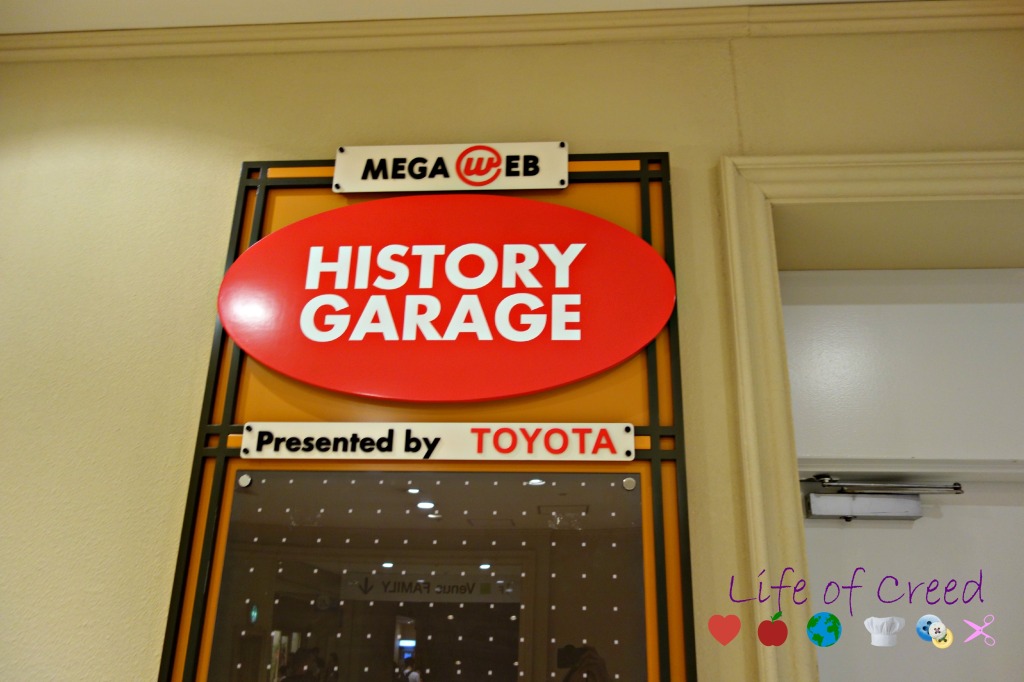 MEGA WEB
HISTORY
GARAGE
Presented by TOYOTA
Venus FAMILY
Life of Creed